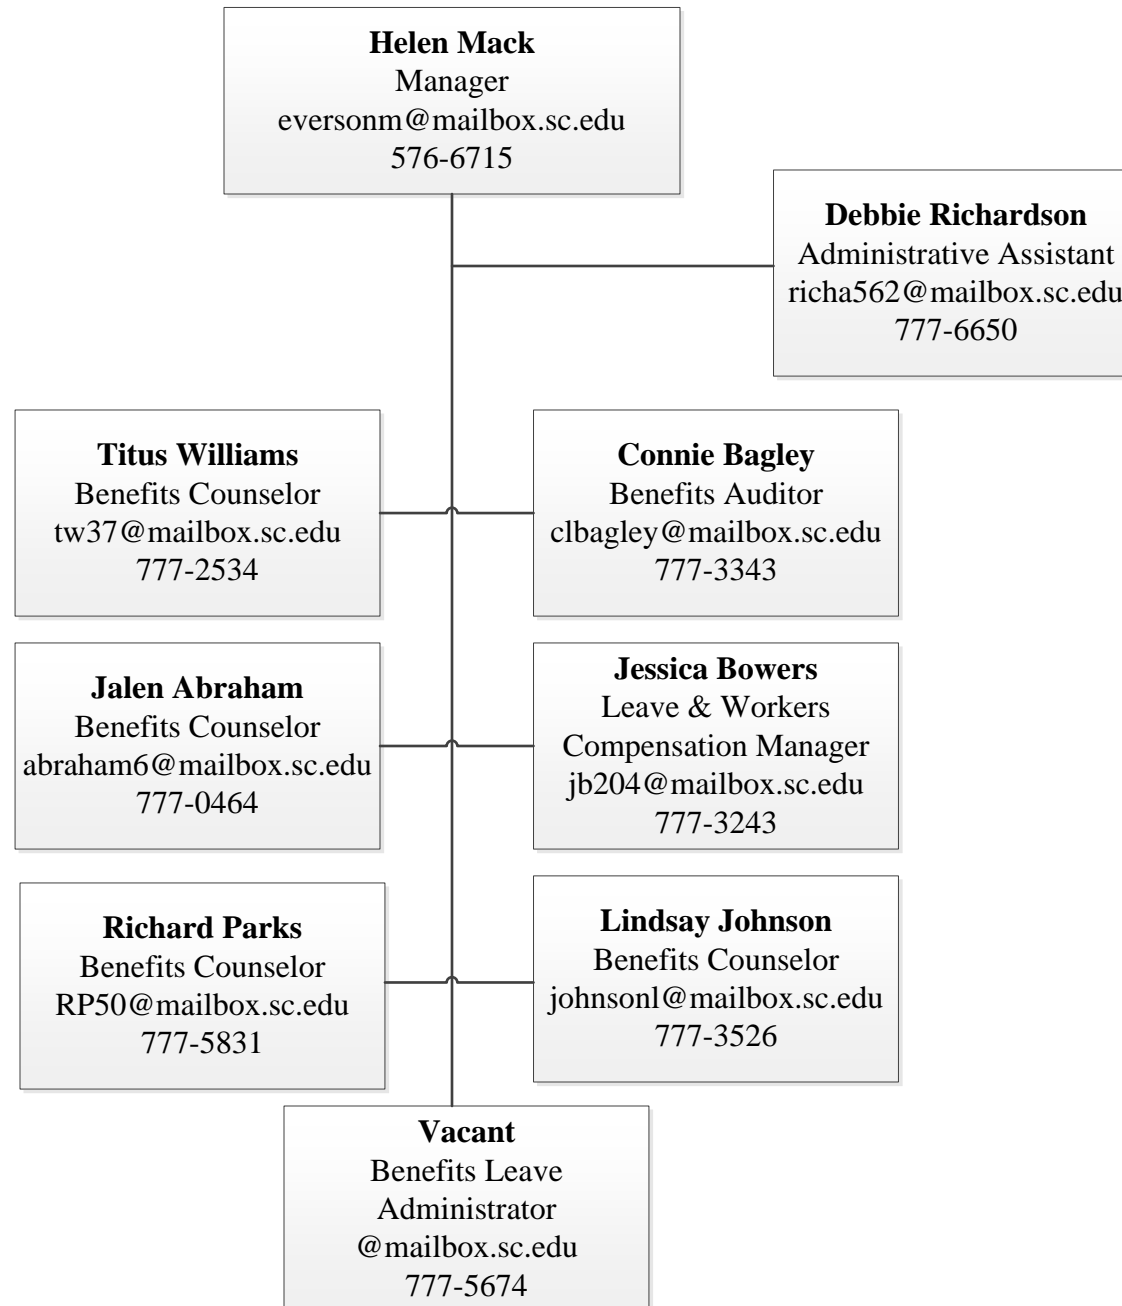 Helen Mack
Manager
eversonm@mailbox.sc.edu
576-6715
Debbie Richardson
Administrative Assistant
richa562@mailbox.sc.edu
777-6650
Titus Williams
Benefits Counselor
tw37@mailbox.sc.edu
777-2534
Connie Bagley
Benefits Auditor
clbagley@mailbox.sc.edu
777-3343
Jalen Abraham
Benefits Counselor
abraham6@mailbox.sc.edu
777-0464
Jessica Bowers
Leave & Workers
Compensation Manager
jb204@mailbox.sc.edu
777-3243
Richard Parks
Benefits Counselor
RP50@mailbox.sc.edu
777-5831
Lindsay Johnson
Benefits Counselor
johnsonl@mailbox.sc.edu
777-3526
Vacant
Benefits Leave
Administrator
@mailbox.sc.edu
777-5674